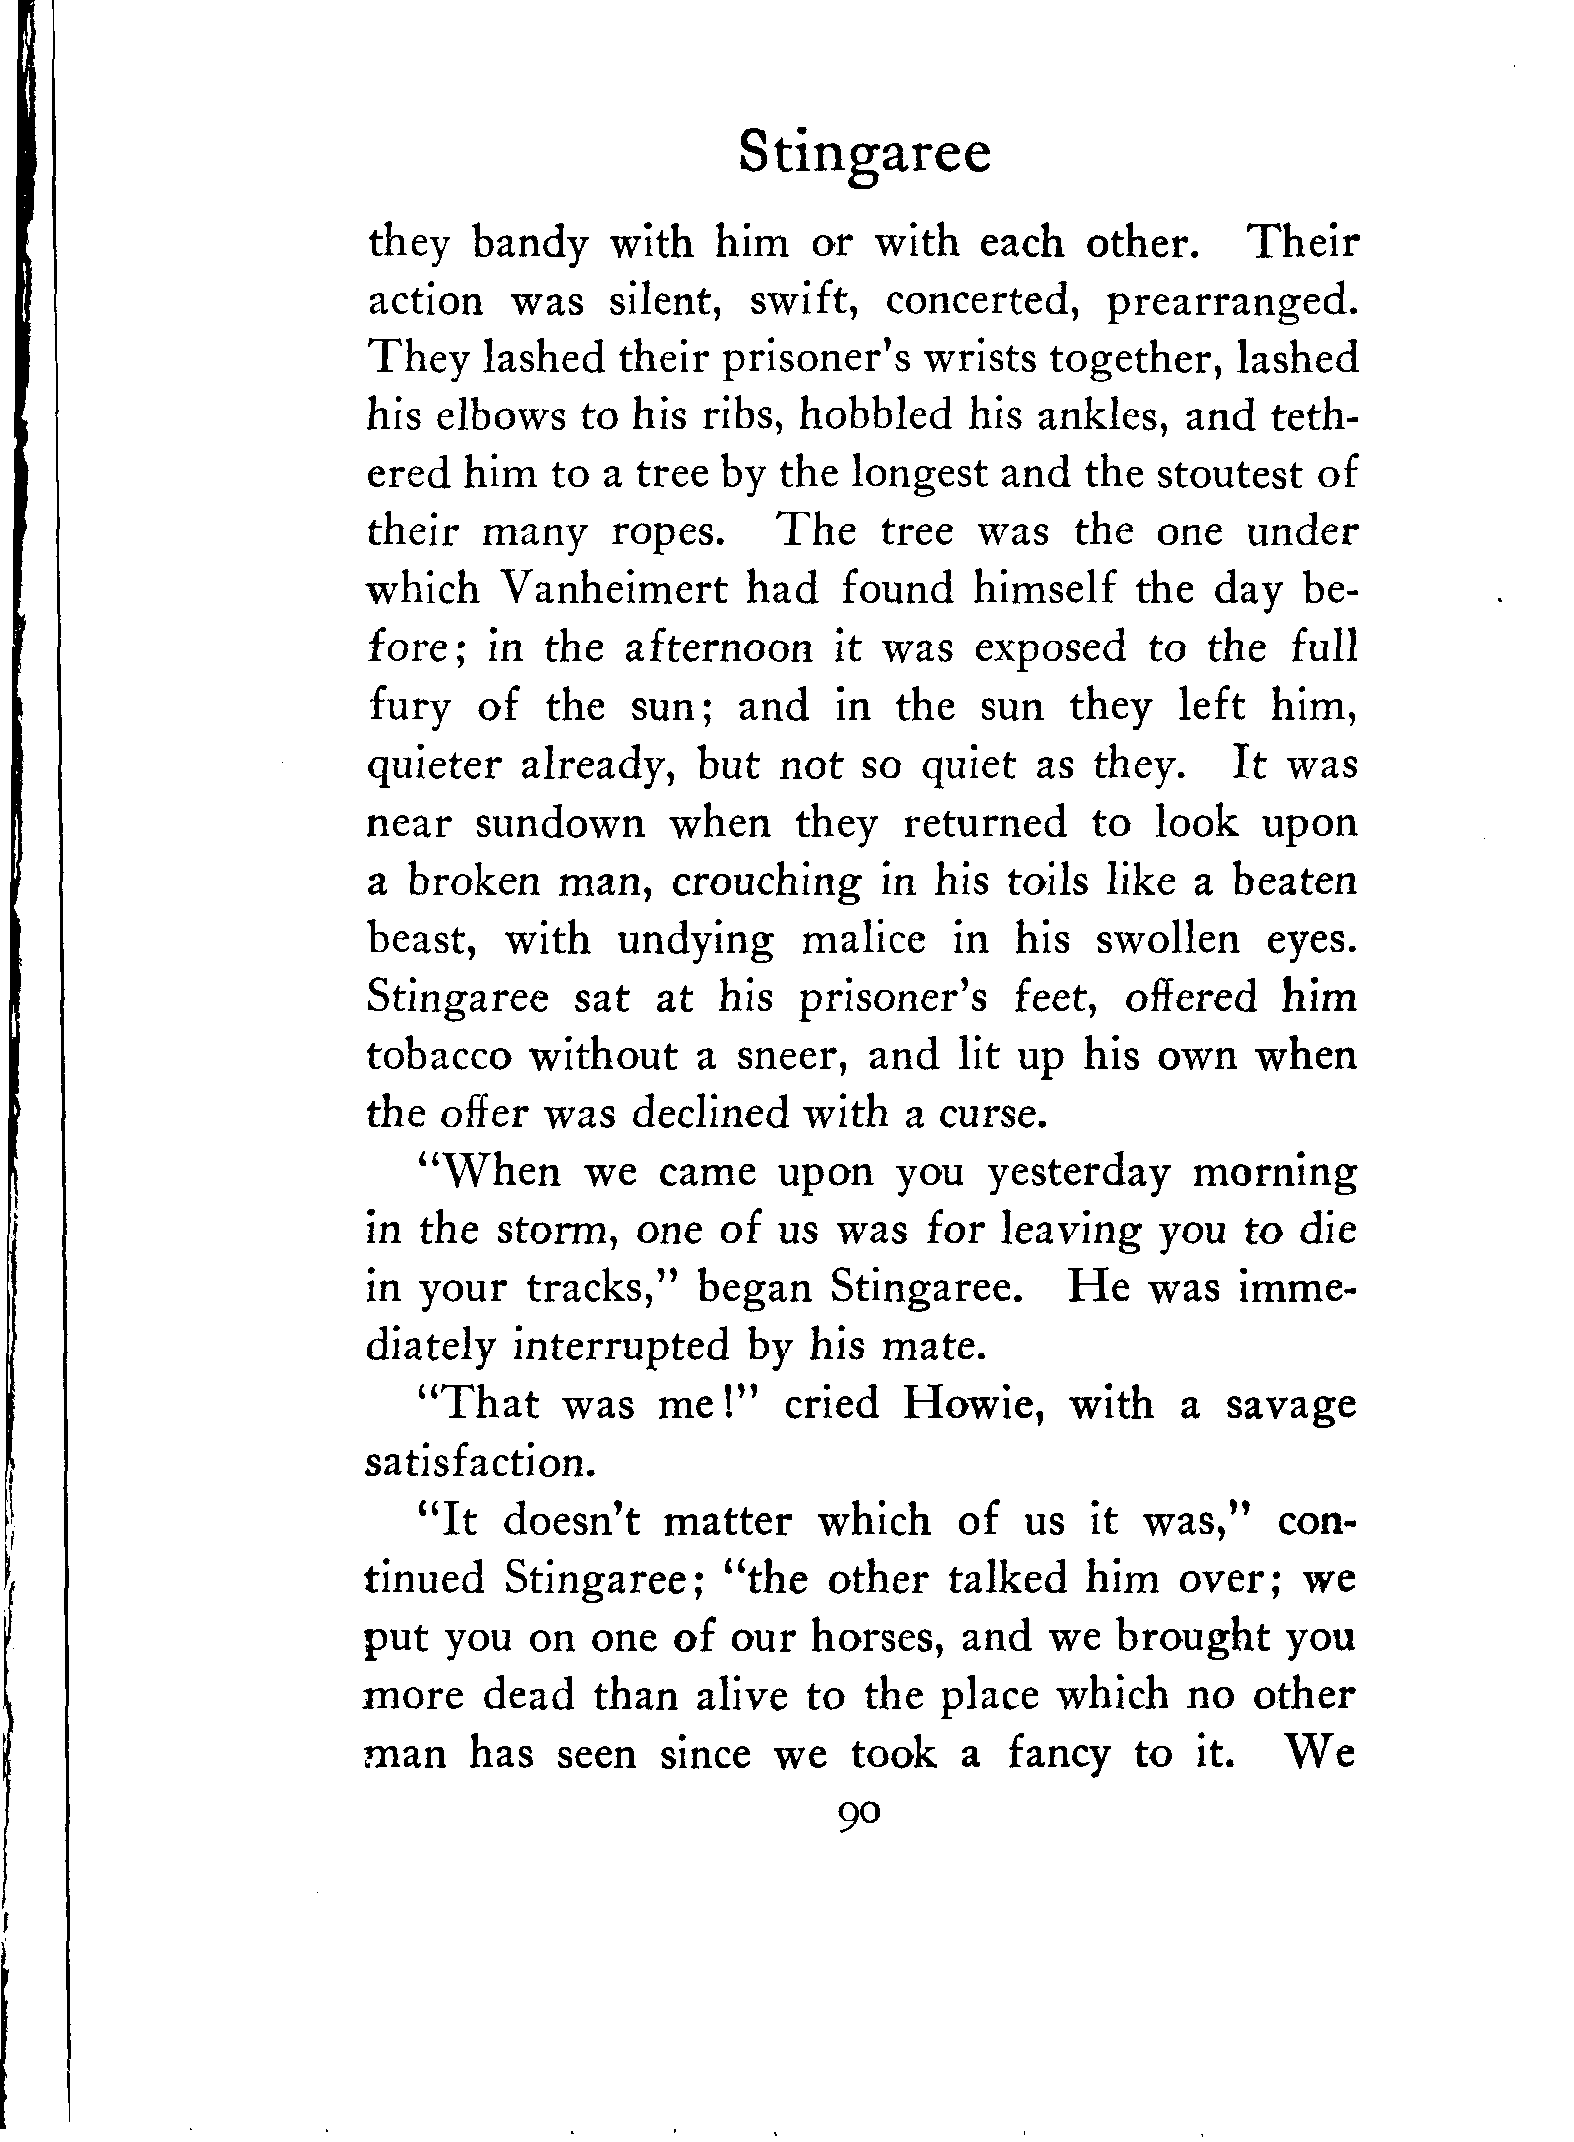 Stingaree
they bandy with him or with each other. Their
action was silent, swift, concerted, prearranged.
They lashed their prisoner's wrists together, lashed
his elbows to his ribs, hobbled his ankles, and teth-
ered him to a tree by the longest and the stoutest of
their many ropes. The tree was the one under
which Vanheimert had found himself the day be-
fore; in the afternoon it was exposed to the full
fury of the sun; and in the sun they left him,
quieter already, but not so quiet as they. It was
near sundown when they returned to look upon
a broken man, crouching in his toils like a beaten
beast, with undying malice in his swollen eyes.
Stingaree sat at his prisoner's feet, offered him
tobacco without a sneer, and lit up his own when
the offer was declined with a curse.
"When we came upon you yesterday morning
in the storm, one of us was for leaving you to die
in your tracks," began Stingaree. He was imme-
diately interrupted by his mate.
"That was me!" cried Howie, with a savage
satisfaction.
"It doesn't matter which of us it was," con-
tinued Stingaree; "the other talked him over; we
put you on one of our horses, and we brought you
more dead than alive to the place which no other
man has seen since we took a fancy to it. We
90